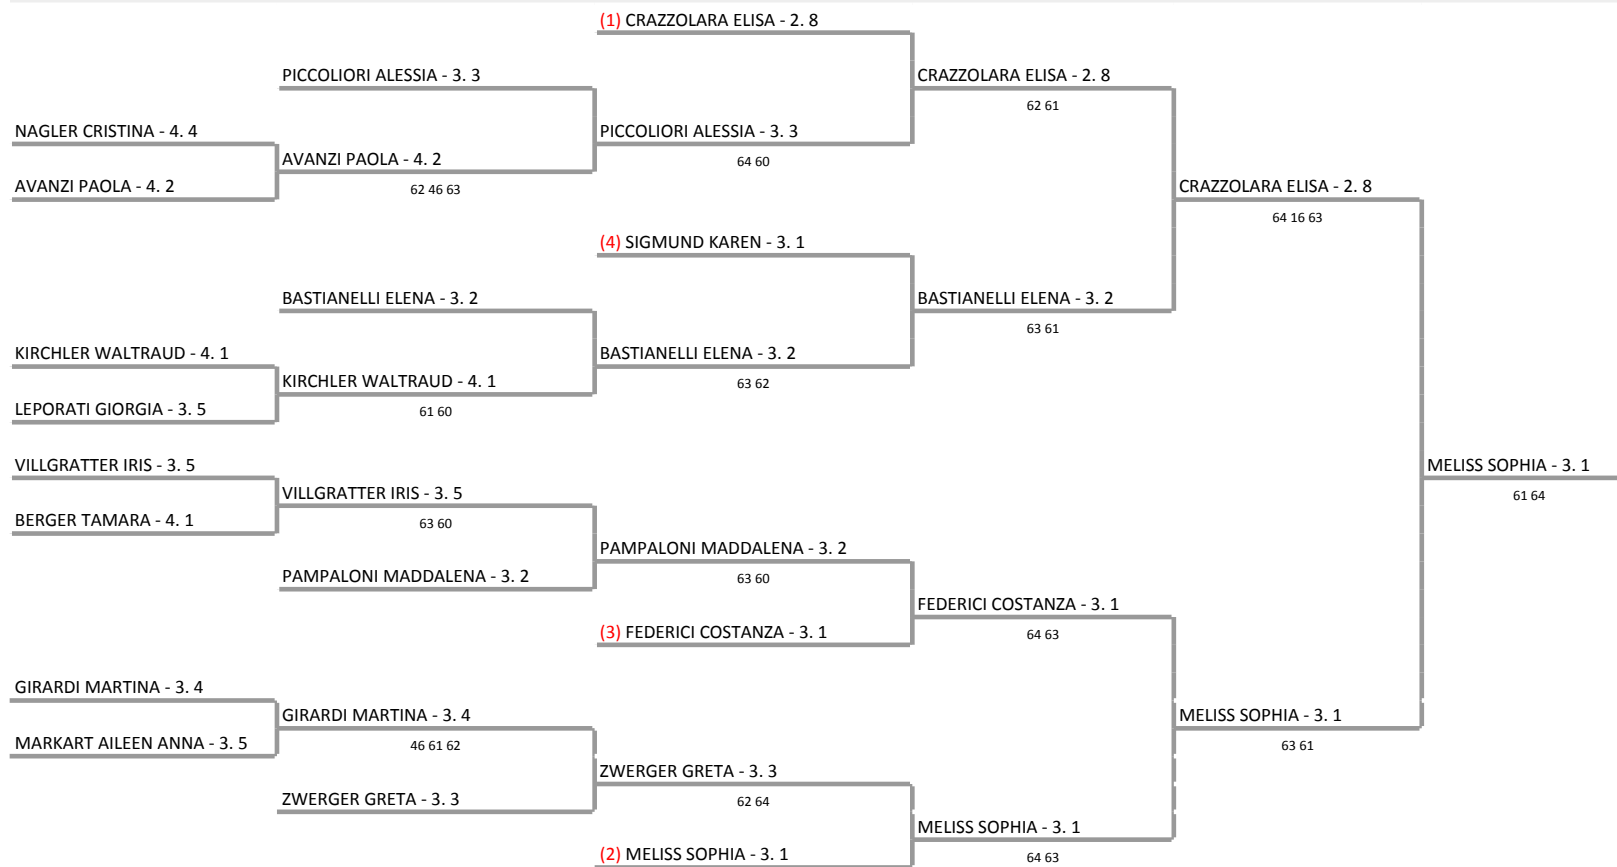 (1) CRAZZOLARA ELISA - 2. 8
PICCOLIORI ALESSIA - 3. 3
CRAZZOLARA ELISA - 2. 8
62 61
NAGLER CRISTINA - 4. 4
PICCOLIORI ALESSIA - 3. 3
AVANZI PAOLA - 4. 2
64 60
AVANZI PAOLA - 4. 2
62 46 63
CRAZZOLARA ELISA - 2. 8
64 16 63
(4) SIGMUND KAREN - 3. 1
BASTIANELLI ELENA - 3. 2
BASTIANELLI ELENA - 3. 2
63 61
KIRCHLER WALTRAUD - 4. 1
BASTIANELLI ELENA - 3. 2
KIRCHLER WALTRAUD - 4. 1
63 62
LEPORATI GIORGIA - 3. 5
61 60
VILLGRATTER IRIS - 3. 5
MELISS SOPHIA - 3. 1
VILLGRATTER IRIS - 3. 5
61 64
BERGER TAMARA - 4. 1
63 60
PAMPALONI MADDALENA - 3. 2
PAMPALONI MADDALENA - 3. 2
63 60
FEDERICI COSTANZA - 3. 1
(3) FEDERICI COSTANZA - 3. 1
64 63
GIRARDI MARTINA - 3. 4
GIRARDI MARTINA - 3. 4
MELISS SOPHIA - 3. 1
MARKART AILEEN ANNA - 3. 5
46 61 62
63 61
ZWERGER GRETA - 3. 3
ZWERGER GRETA - 3. 3
62 64
MELISS SOPHIA - 3. 1
(2) MELISS SOPHIA - 3. 1
64 63